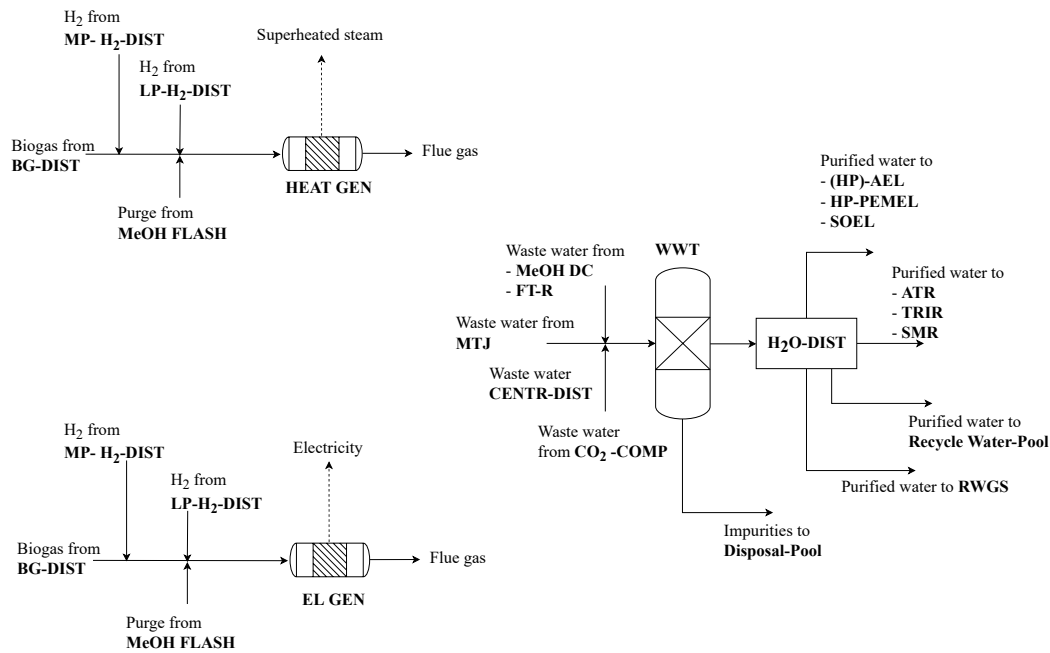 H₂ from
MP- H₂-DIST
H₂ from
LP-H₂-DIST
Superheated steam
Biogas from
BG-DIST
Flue gas
HEAT GEN
Purge from
MeOH FLASH
Purified water to
- (HP)-AEL
- HP-PEMEL
- SOEL
Waste water from
- MeOH DC
- FT-R
WWT
Purified water to
- ATR
- TRIR
- SMR
Waste water from
MTJ
H₂O-DIST
Waste water
CENTR-DIST
Waste water
from CO₂ -COMP
Purified water to
Recycle Water-Pool
Purified water to RWGS
Impurities to
Disposal-Pool
H₂ from
MP- H₂-DIST
H₂ from
LP-H₂-DIST
Electricity
Biogas from
BG-DIST
Flue gas
EL GEN
Purge from
MeOH FLASH